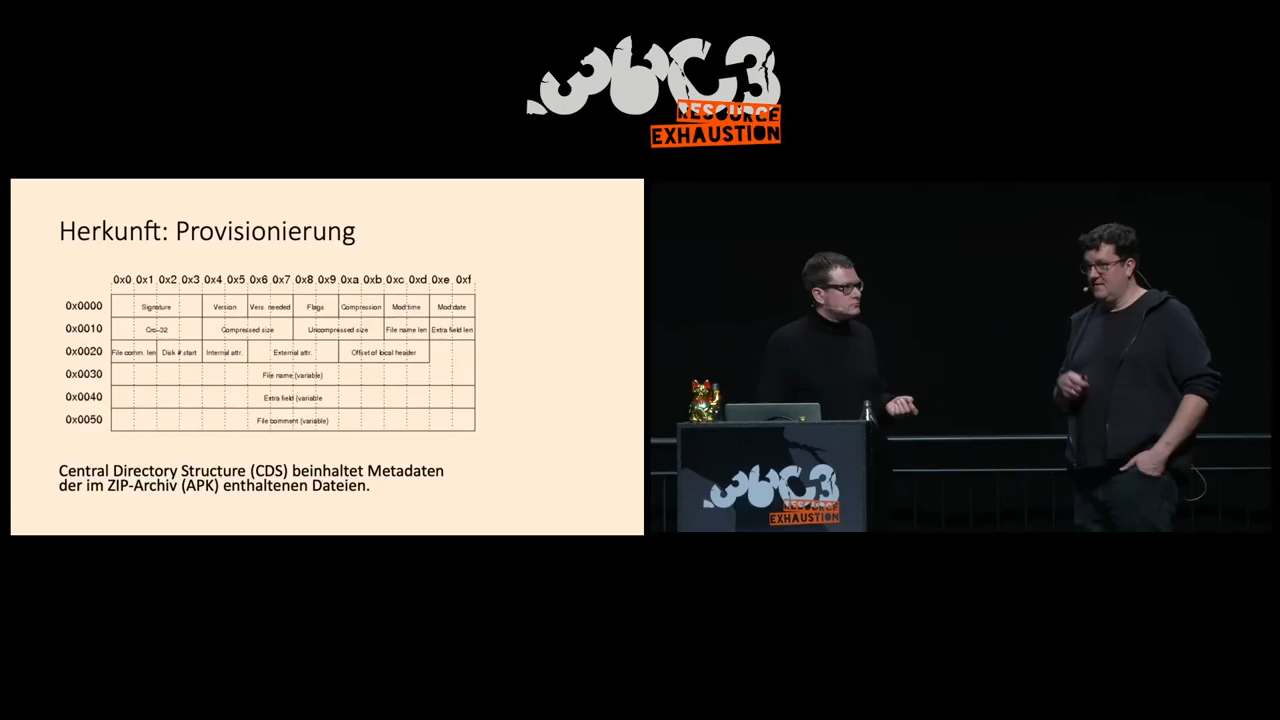 36C3
RESOURCE
EXHAUSTION
Herkunft: Provisionierung
0x0 0x1 0x2 0x3 0x4 0x5 0x6 0x7 0x8 0x9 0xa 0xb 0xc 0xd 0xe 0xf
0x0000 Signature Version Vers. needed Flags Compression Mod time Mod date
0x0010 Crc-32 Compressed size Uncompressed size File name len Extra field len
0x0020 File comm. len Disk # start Internal attr. External attr. Offset of local header
0x0030 File name (variable)
0x0040 Extra field (variable
0x0050 File comment (variable)
Central Directory Structure (CDS) beinhaltet Metadaten
der im ZIP-Archiv (APK) enthaltenen Dateien.
36C3
RESOURCE
EXHAUSTION